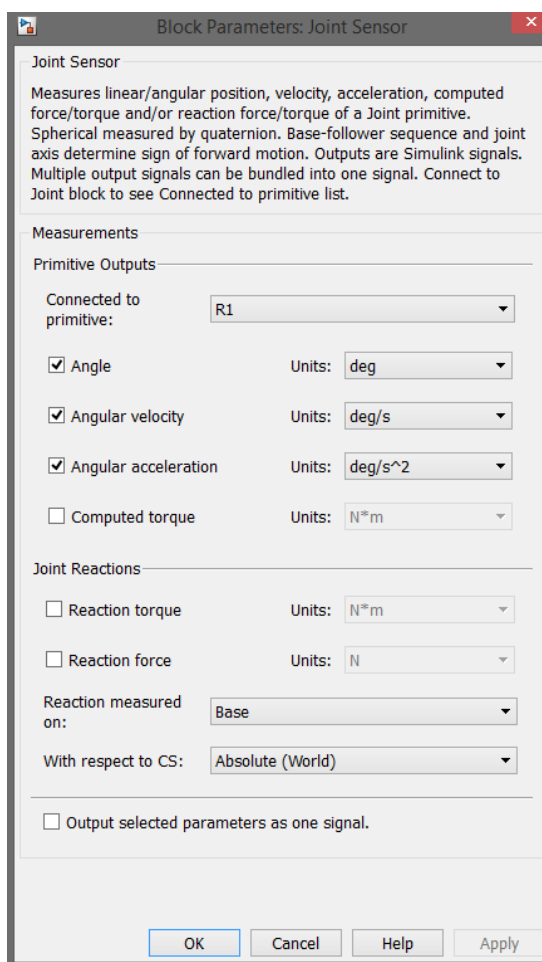 Block Parameters: Joint Sensor
Joint Sensor
Measures linear/angular position, velocity, acceleration, computed
force/torque and/or reaction force/torque of a Joint primitive.
Spherical measured by quaternion. Base-follower sequence and joint
axis determine sign of forward motion. Outputs are Simulink signals.
Multiple output signals can be bundled into one signal. Connect to
Joint block to see Connected to primitive list.
Measurements
Primitive Outputs
Connected to
primitive:
R1
Angle Units: deg
Angular velocity Units: deg/s
Angular acceleration Units: deg/s^2
Computed torque Units: N*m
Joint Reactions
Reaction torque Units: N*m
Reaction force Units: N
Reaction measured
on:
Base
With respect to CS: Absolute (World)
Output selected parameters as one signal.
OK Cancel Help Apply